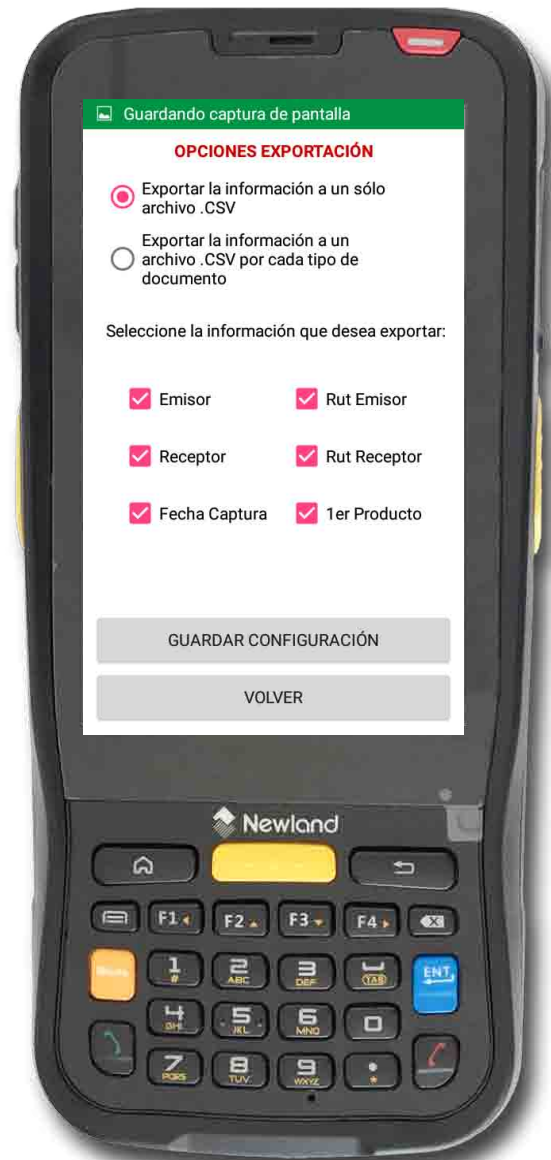 Guardando captura de pantalla
OPCIONES EXPORTACIÓN
Exportar la información a un sólo
archivo .CSV
Exportar la información a un
archivo .CSV por cada tipo de
documento
Seleccione la información que desea exportar:
Emisor
Rut Emisor
Receptor
Rut Receptor
Fecha Captura
1er Producto
GUARDAR CONFIGURACIÓN
VOLVER
Newland
F1 F2 F3 F4
1 2 3 ENT
# ABC DEF TAB
4 5 6 0
GHI JKL MNO
7 8 9 .
PQRS TUV WXYZ *